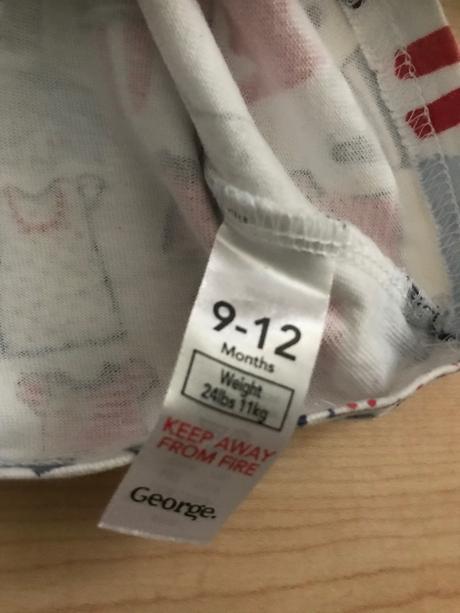 9-12
Months
Weight
24lbs 11kg
KEEP AWAY
FROM FIRE
George.